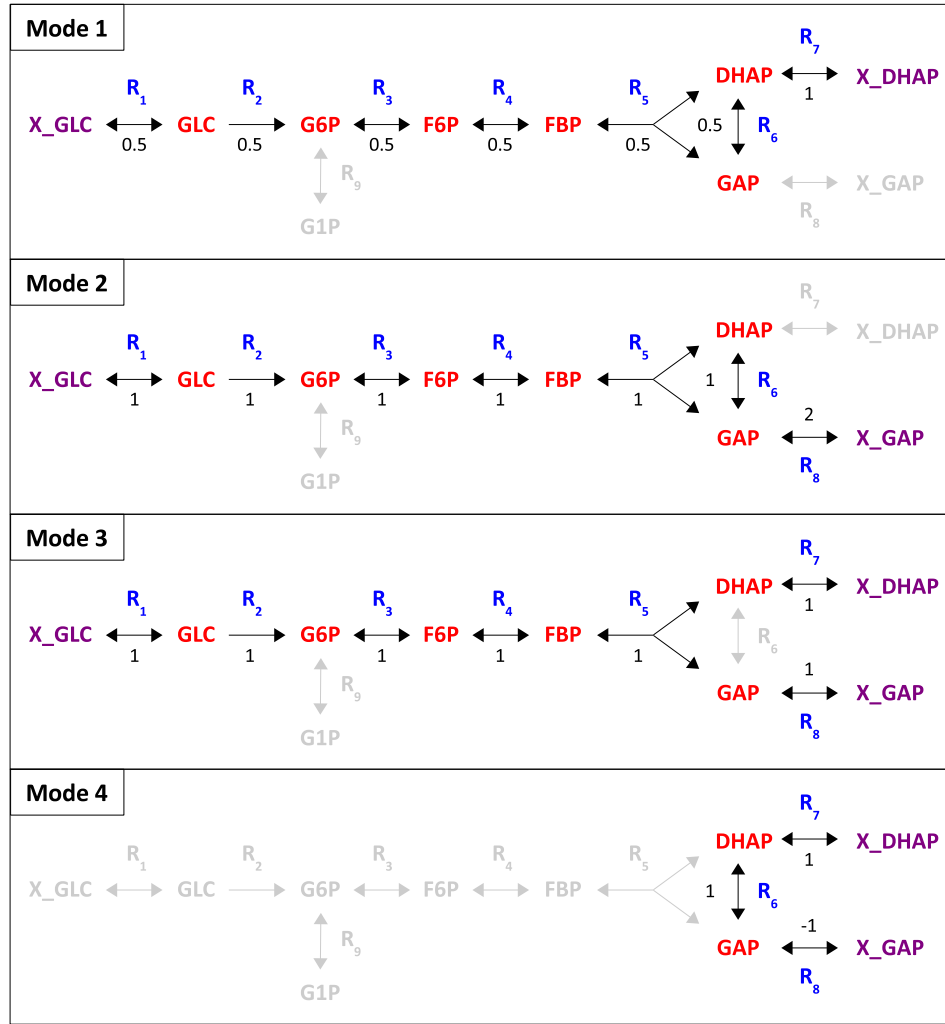 Mode 1
R7
DHAP X_DHAP
1
R1 R2 R3 R4 R5
X_GLC GLC G6P F6P FBP 0.5 R6
0.5 0.5 0.5 0.5 0.5
R9 GAP X_GAP
R8
G1P
Mode 2
R7
DHAP X_DHAP
R1 R2 R3 R4 R5
X_GLC GLC G6P F6P FBP 1 R6
1 1 1 1 1
2
R9 GAP X_GAP
R8
G1P
Mode 3
R7
DHAP X_DHAP
1
R1 R2 R3 R4 R5
X_GLC GLC G6P F6P FBP R6
1 1 1 1 1
1
R9 GAP X_GAP
R8
G1P
Mode 4
R7
DHAP X_DHAP
1
R1 R2 R3 R4 R5
X_GLC GLC G6P F6P FBP 1 R6
-1
R9 GAP X_GAP
R8
G1P